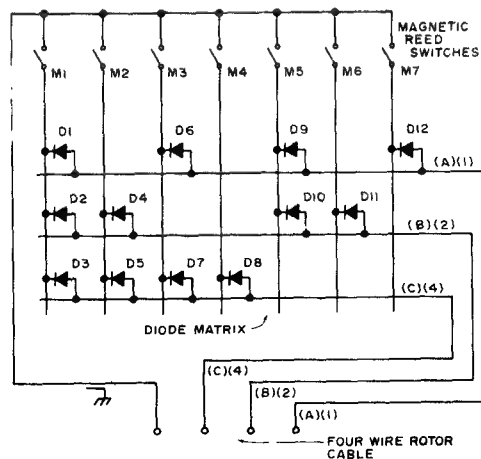 MAGNETIC
REED
SWITCHES
M1 M2 M3 M4 M5 M6 M7
D1 D6 D9 D12
(A)(1)
D2 D4 D10 D11
(B)(2)
D3 D5 D7 D8
(C)(4)
DIODE MATRIX
(C)(4)
(B)(2)
(A)(1)
FOUR WIRE ROTOR
CABLE